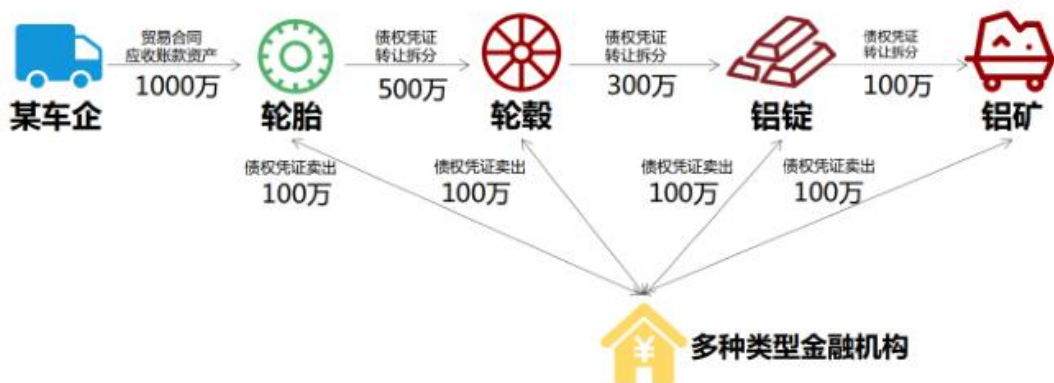 贸易合同
应收账款资产
1000万
债权凭证
转让拆分
500万
债权凭证
转让拆分
300万
债权凭证
转让拆分
100万
某车企
轮胎
轮毂
铝锭
铝矿
债权凭证卖出
100万
债权凭证卖出
100万
债权凭证卖出
100万
债权凭证卖出
100万
¥
多种类型金融机构